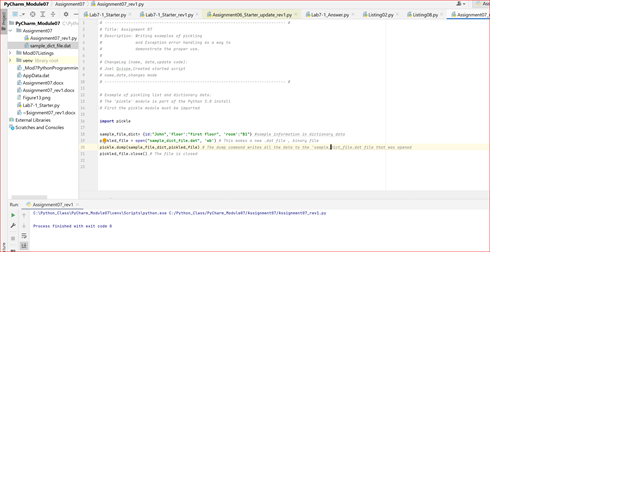 PyCharm_Module07 Assignment07 Assignment07_rev1.py
Lab7-1_Starter.py Lab7-1_Starter_rev1.py Assignment06_Starter_update_rev1.py Lab7-1_Answer.py Listing02.py Listing08.py Assignment07_
PyCharm_Module07
Assignment07
Assignment07_rev1.py
sample_dict_file.dat
Mod07Listings
venv library root
_Mod7PythonProgrammin
AppData.dat
Assignment07.docx
Assignment07_rev1.docx
Figure13.png
Lab7-1_Starter.py
~$signment07_rev1.docx
External Libraries
Scratches and Consoles
# Title: Assignment 07
# Description: Writing examples of pickling
# and Exception error handling as a way to
# demonstrate the proper use.
#
# ChangeLog (name, date,update code):
# Joal Quispe,Created started script
# name,date,changes made
# Example of pickling list and dictionary data.
# The 'pickle' module is part of the Python 3.8 install
# First the pickle module must be imported
import pickle
sample_file_dict= {id:"John","floor":"first floor", "room":"01"} #sample information in dictionary data
pickled_file = open("sample_dict_file.dat", "wb") # This makes a new .dat file , binary file
pickle.dump(sample_file_dict,pickled_file) # The dump command writes all the data to the 'sample_dict_file.dat file that was opened
pickled_file.close() # The file is closed
Run: Assignment07_rev1
C:\Python_Class\PyCharm_Module07\venv\Scripts\python.exe C:/Python_Class/PyCharm_Module07/Assignment07/Assignment07_rev1.py
Process finished with exit code 0